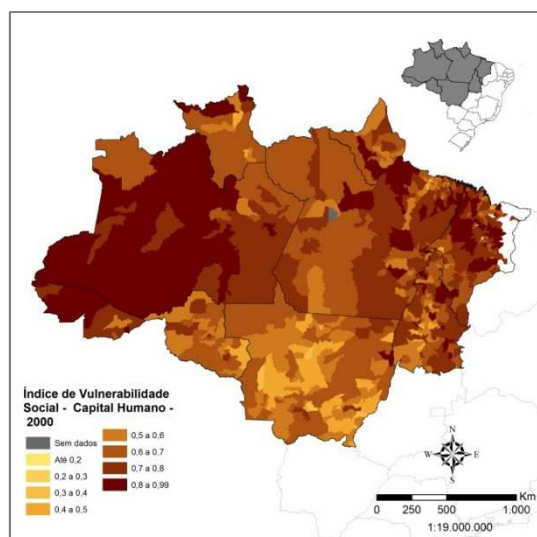 Índice de Vulnerabilidade
Social - Capital Humano -
2000
Sem dados
Até 0,2
0,2 a 0,3
0,3 a 0,4
0,4 a 0,5
0,5 a 0,6
0,6 a 0,7
0,7 a 0,8
0,8 a 0,99
N
W
E
S
Km
0 250 500 1.000
1:19.000.000